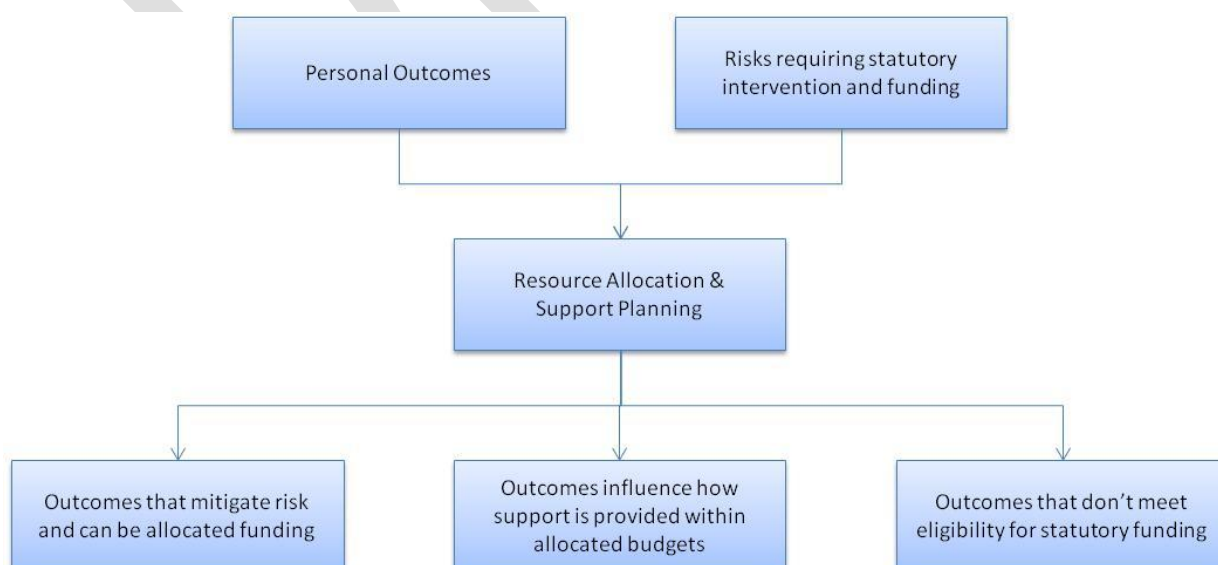 Personal Outcomes
Risks requiring statutory
intervention and funding
Resource Allocation &
Support Planning
Outcomes that mitigate risk
and can be allocated funding
Outcomes influence how
support is provided within
allocated budgets
Outcomes that don't meet
eligibility for statutory funding